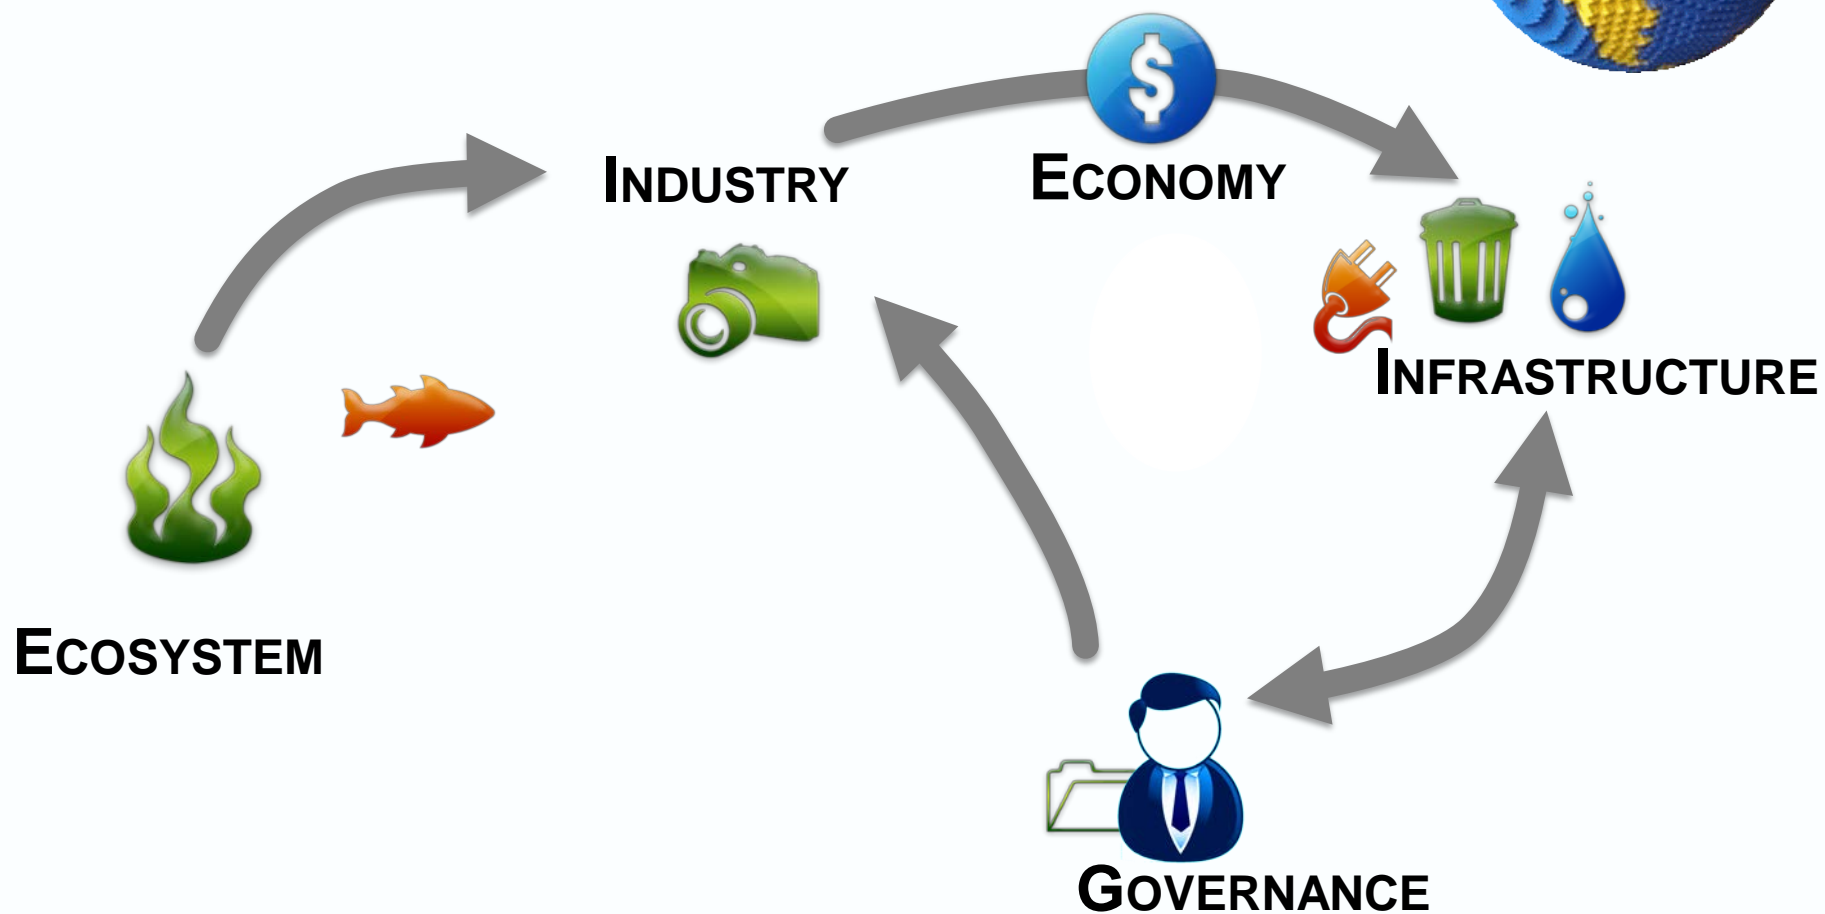 INDUSTRY
ECONOMY
INFRASTRUCTURE
ECOSYSTEM
GOVERNANCE
$